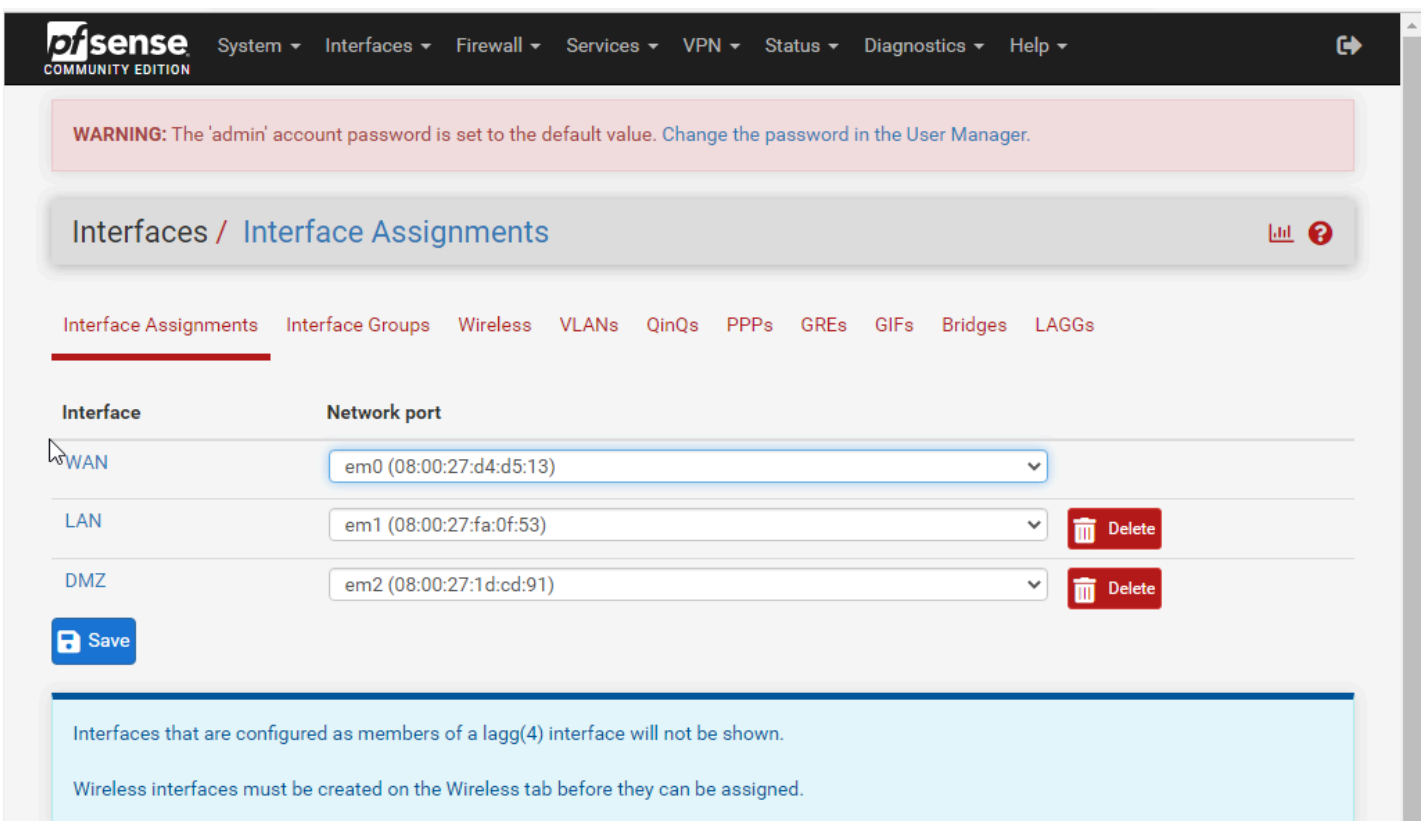 pfsense System Interfaces Firewall Services VPN Status Diagnostics Help
COMMUNITY EDITION
WARNING: The 'admin' account password is set to the default value. Change the password in the User Manager.
Interfaces / Interface Assignments
Interface Assignments Interface Groups Wireless VLANs QinQs PPPs GREs GIFs Bridges LAGGs
Interface Network port
WAN em0 (08:00:27:d4:d5:13)
LAN em1 (08:00:27:fa:0f:53) Delete
DMZ em2 (08:00:27:1d:cd:91) Delete
Save
Interfaces that are configured as members of a lagg(4) interface will not be shown.
Wireless interfaces must be created on the Wireless tab before they can be assigned.